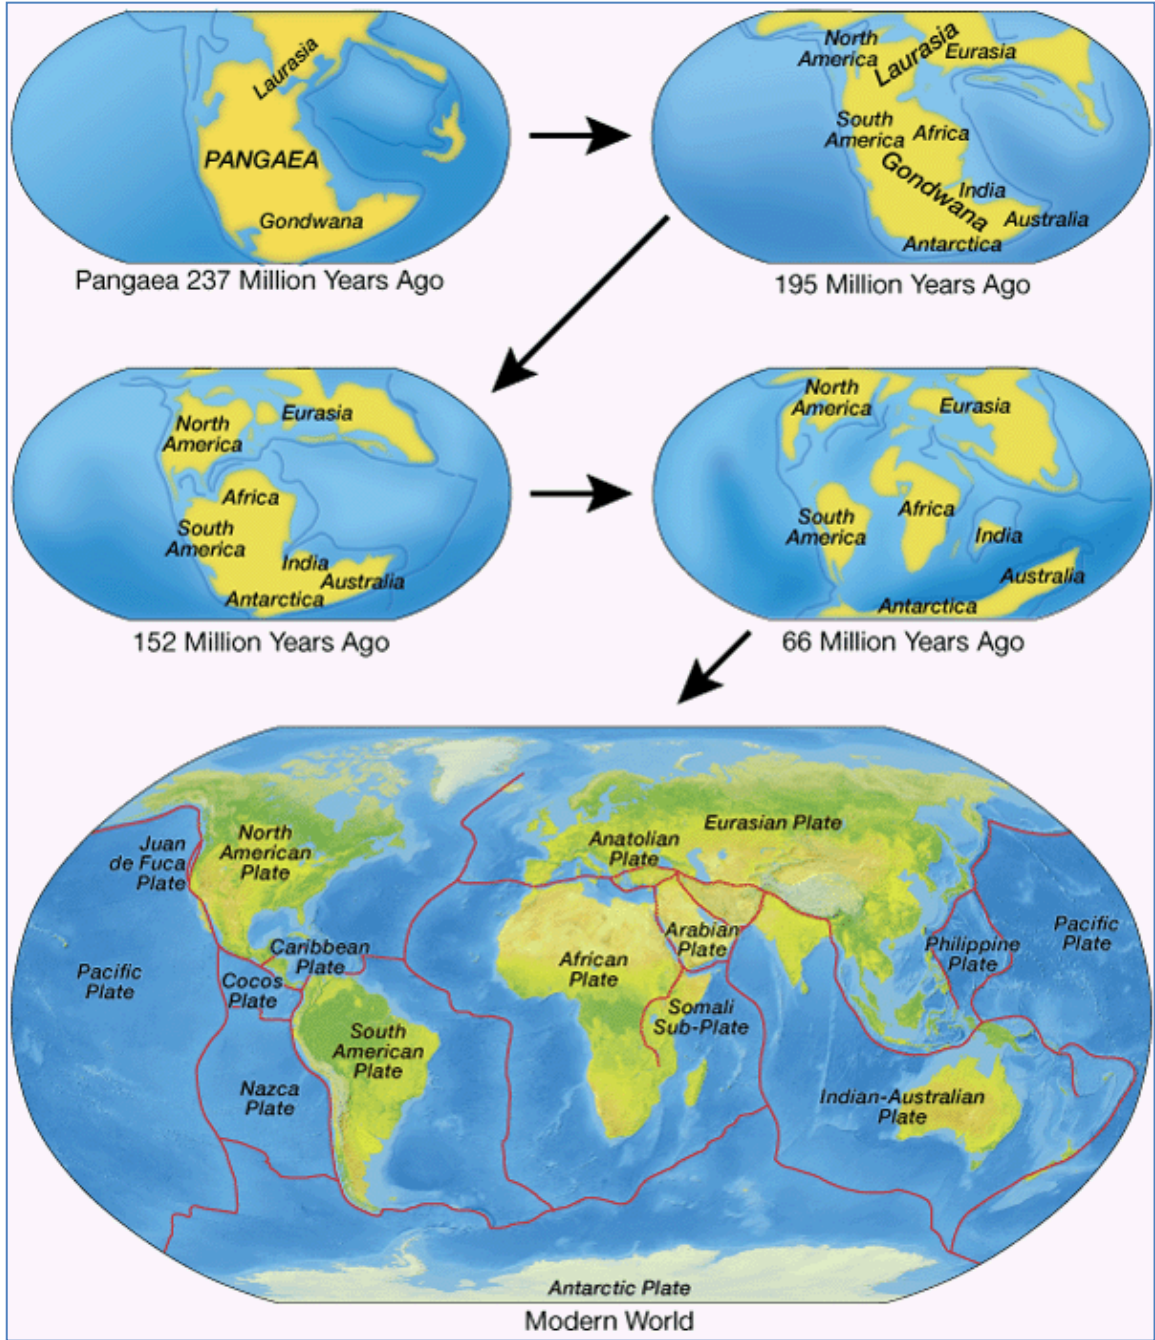 Laurasia
PANGAEA
Gondwana
Pangaea 237 Million Years Ago
North
America
Laurasia
Eurasia
South
America
Africa
Gondwana
India
Australia
Antarctica
195 Million Years Ago
North
America
Eurasia
Africa
South
America
India
Australia
Antarctica
152 Million Years Ago
North
America
Eurasia
South
America
Africa
India
Australia
Antarctica
66 Million Years Ago
Juan
de Fuca
Plate
North
American
Plate
Anatolian
Plate
Eurasian Plate
Pacific
Plate
Caribbean
Plate
Cocos
Plate
African
Plate
Arabian
Plate
Somali
Sub-Plate
Philippine
Plate
Pacific
Plate
Nazca
Plate
South
American
Plate
Indian-Australian
Plate
Antarctic Plate
Modern World